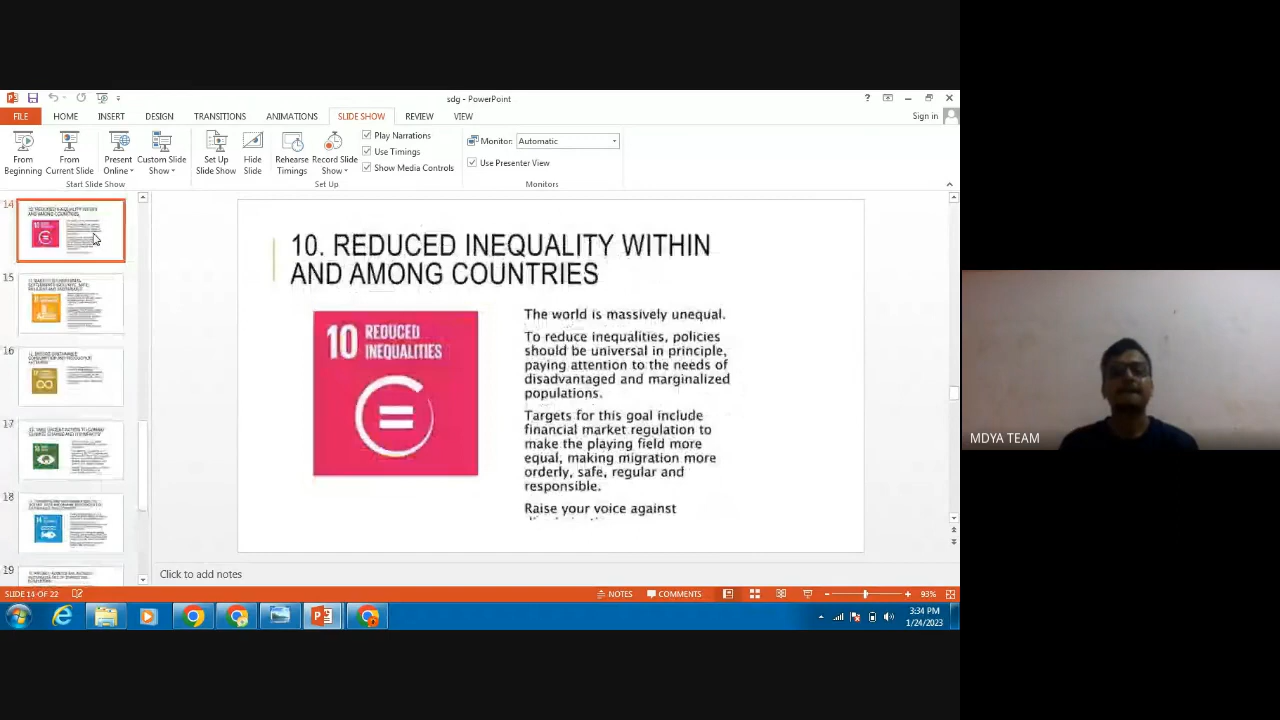 sdg - PowerPoint
Sign in
FILE
HOME
INSERT
DESIGN
TRANSITIONS
ANIMATIONS
SLIDE SHOW
REVIEW
VIEW
From Beginning
From Current Slide
Present Online
Custom Slide Show
Set Up Slide Show
Hide Slide
Rehearse Timings
Record Slide Show
Play Narrations
Use Timings
Show Media Controls
Monitor: Automatic
Use Presenter View
Start Slide Show
Set Up
Monitors
14
15
16
17
18
19
10. REDUCED INEQUALITY WITHIN
AND AMONG COUNTRIES
10 REDUCED
INEQUALITIES
The world is massively unequal.
To reduce inequalities, policies
should be universal in principle,
paying attention to the needs of
disadvantaged and marginalized
populations.
Targets for this goal include
financial market regulation to
make the playing field more
equal, making migration more
orderly, safe, regular and
responsible.
Raise your voice against
Click to add notes
SLIDE 14 OF 22
NOTES
COMMENTS
93%
3:34 PM
1/24/2023
MDYA TEAM